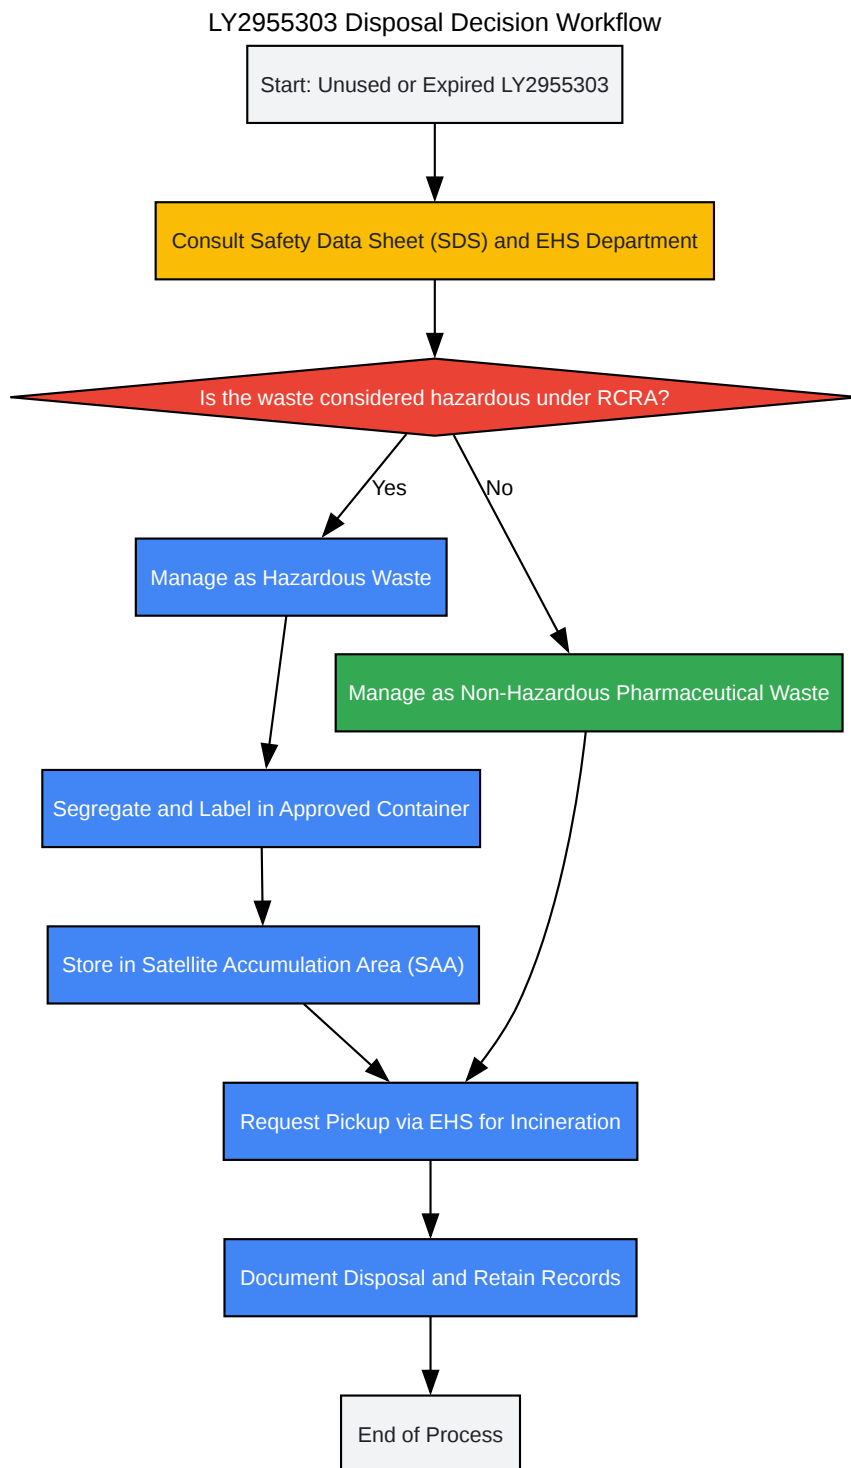 LY2955303 Disposal Decision Workflow
Start: Unused or Expired LY2955303
Consult Safety Data Sheet (SDS) and EHS Department
Is the waste considered hazardous under RCRA?
Yes
No
Manage as Hazardous Waste
Manage as Non-Hazardous Pharmaceutical Waste
Segregate and Label in Approved Container
Store in Satellite Accumulation Area (SAA)
Request Pickup via EHS for Incineration
Document Disposal and Retain Records
End of Process